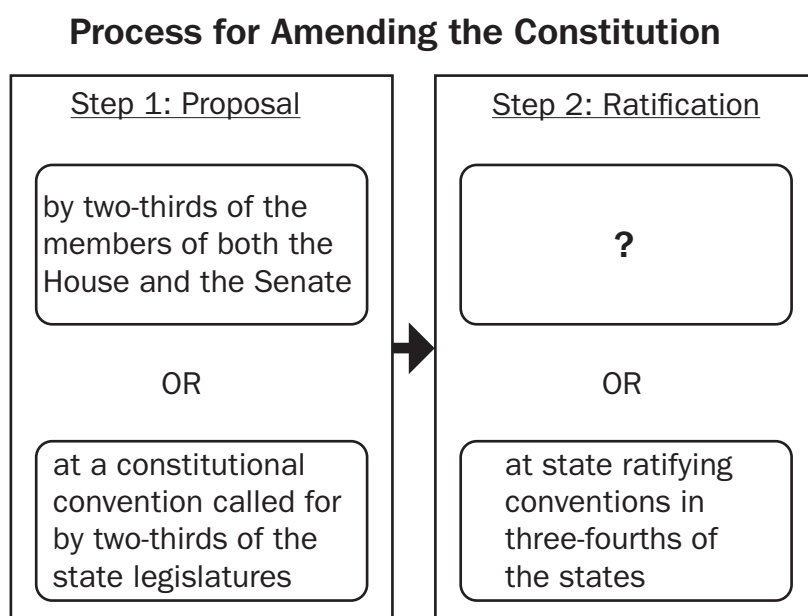 Process for Amending the Constitution
Step 1: Proposal
by two-thirds of the
members of both the
House and the Senate
OR
at a constitutional
convention called for
by two-thirds of the
state legislatures
Step 2: Ratification
?
OR
at state ratifying
conventions in
three-fourths of
the states